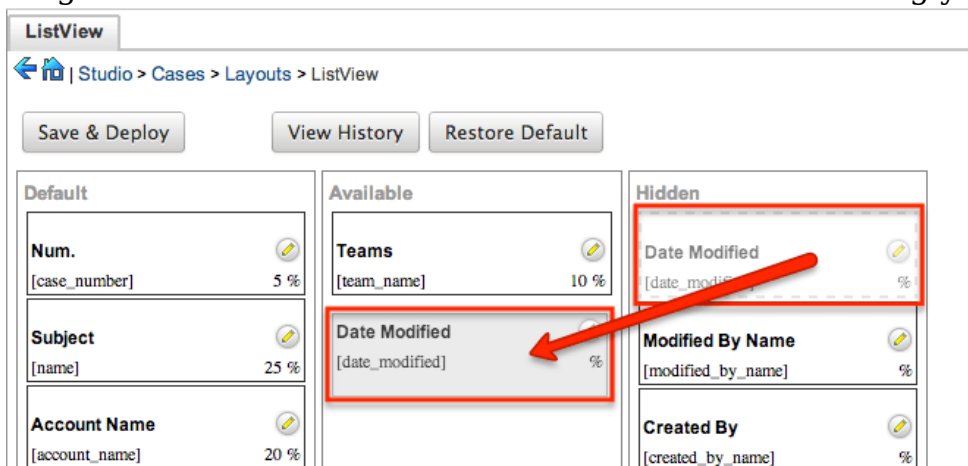 ListView
| Studio > Cases > Layouts > ListView
Save & Deploy View History Restore Default
Default
Num.
[case_number] 5 %
Subject
[name] 25 %
Account Name
[account_name] 20 %
Available
Teams
[team_name] 10 %
Date Modified
[date_modified] %
Hidden
Date Modified
[date_modified] %
Modified By Name
[modified_by_name] %
Created By
[created_by_name] %